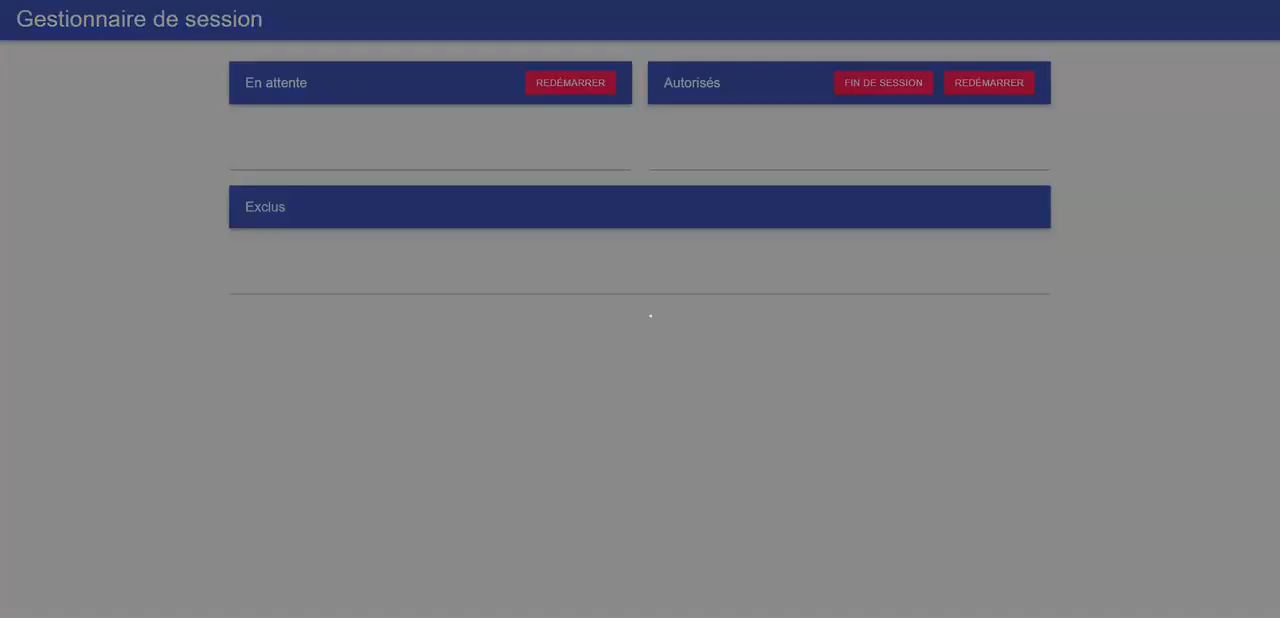 Gestionnaire de session
En attente
REDÉMARRER
Autorisés
FIN DE SESSION
REDÉMARRER
Exclus